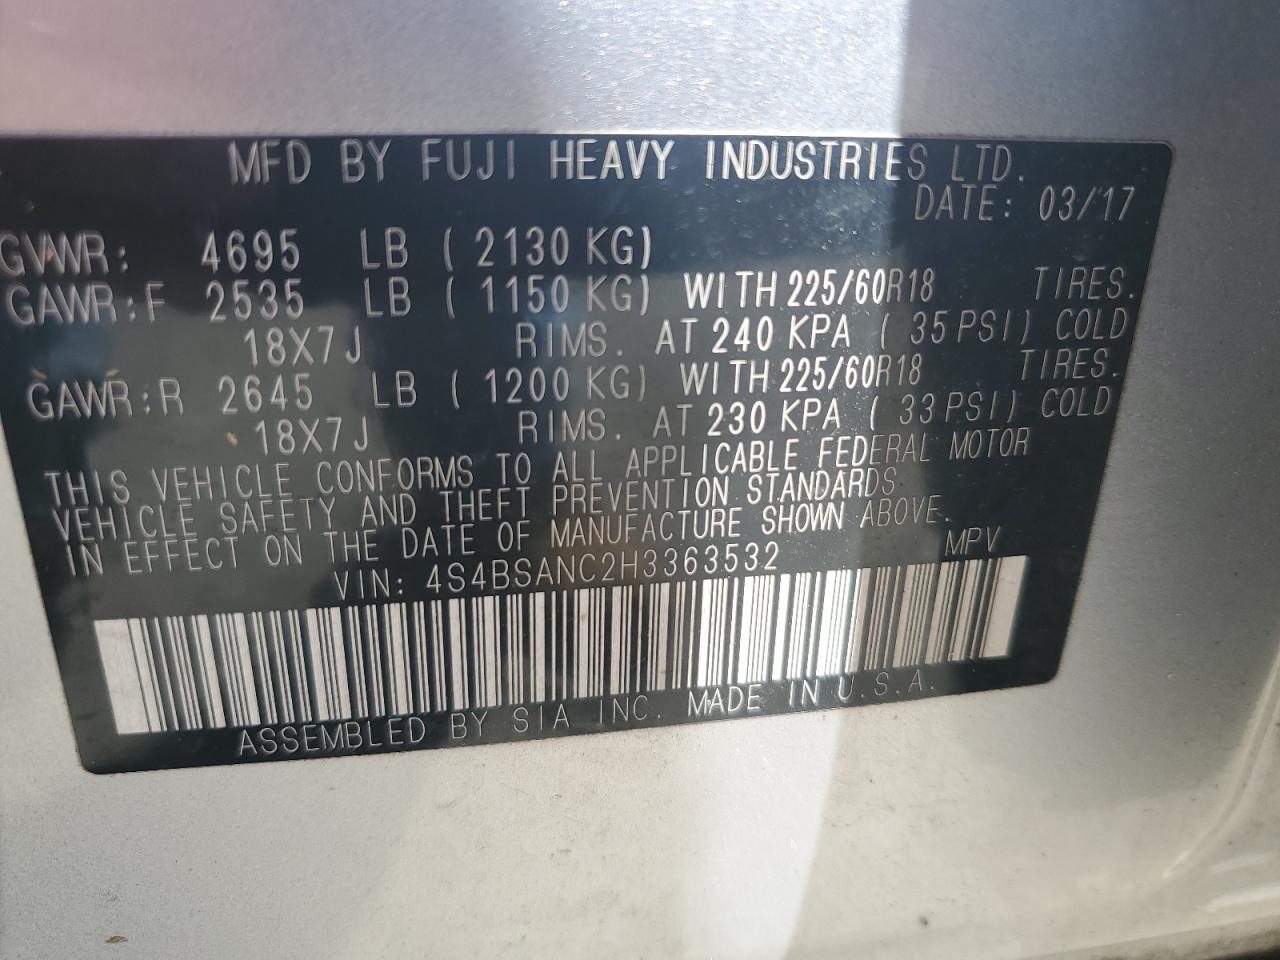 MFD BY FUJI HEAVY INDUSTRIES LTD.
DATE: 03/17
GVWR: 4695 LB ( 2130 KG)
GAWR:F 2535 LB ( 1150 KG) WITH 225/60R18 TIRES.
18X7J RIMS. AT 240 KPA ( 35 PSI) COLD
GAWR:R 2645 LB ( 1200 KG) WITH 225/60R18 TIRES.
18X7J RIMS. AT 230 KPA ( 33 PSI) COLD
THIS VEHICLE CONFORMS TO ALL APPLICABLE FEDERAL MOTOR
VEHICLE SAFETY AND THEFT PREVENTION STANDARDS
IN EFFECT ON THE DATE OF MANUFACTURE SHOWN ABOVE.
VIN: 4S4BSANC2H3363532 MPV
ASSEMBLED BY SIA INC. MADE IN U.S.A.